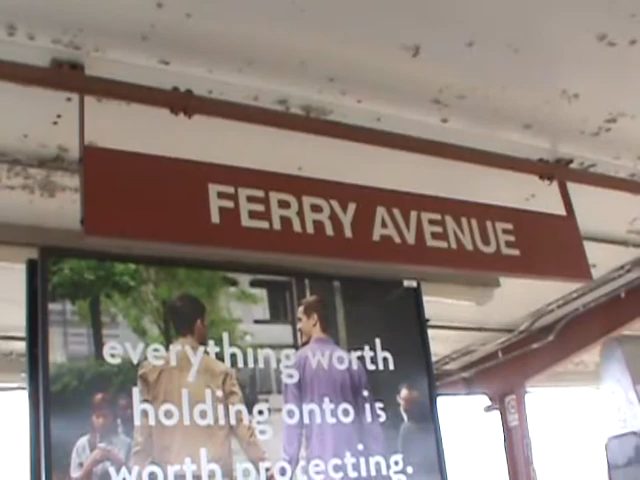 FERRY AVENUE
everything worth
holding onto is
worth protecting.